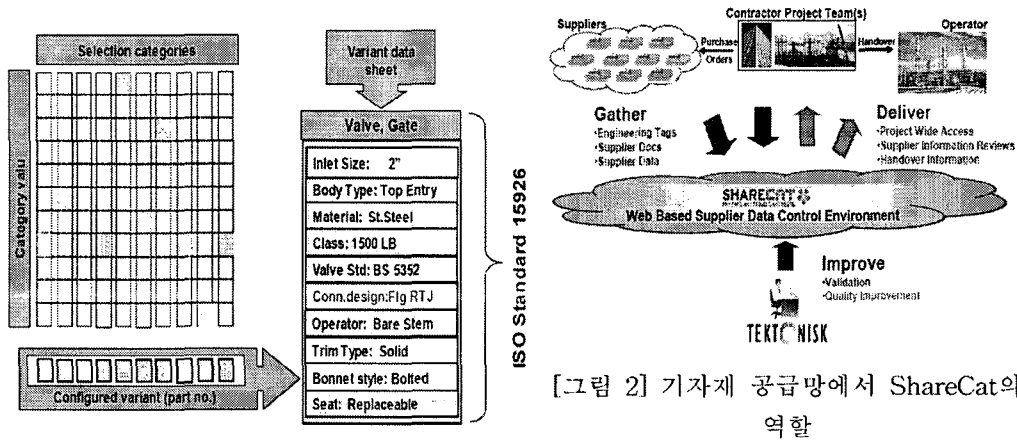 Selection categories
Category valu
Configured variant (part no.)
Variant data
sheet
Valve, Gate
Inlet Size: 2"
Body Type: Top Entry
Material: St.Steel
Class: 1500 LB
Valve Std: BS 5352
Conn.design:Flg RTJ
Operator: Bare Stem
Trim Type: Solid
Bonnet style: Bolted
Seat: Replaceable
ISO Standard 15926
Suppliers
Contractor Project Team(s)
Operator
Purchase
Orders
Handover
Gather
•Engineering Tags
•Supplier Docs
•Supplier Data
Deliver
•Project Wide Access
•Supplier Information Reviews
•Handover Information
SHARECAT
Web Based Supplier Data Control Environment
Improve
•Validation
•Quality Improvement
TEKTONISK
[그림 2] 기자재 공급망에서 ShareCat의
역할